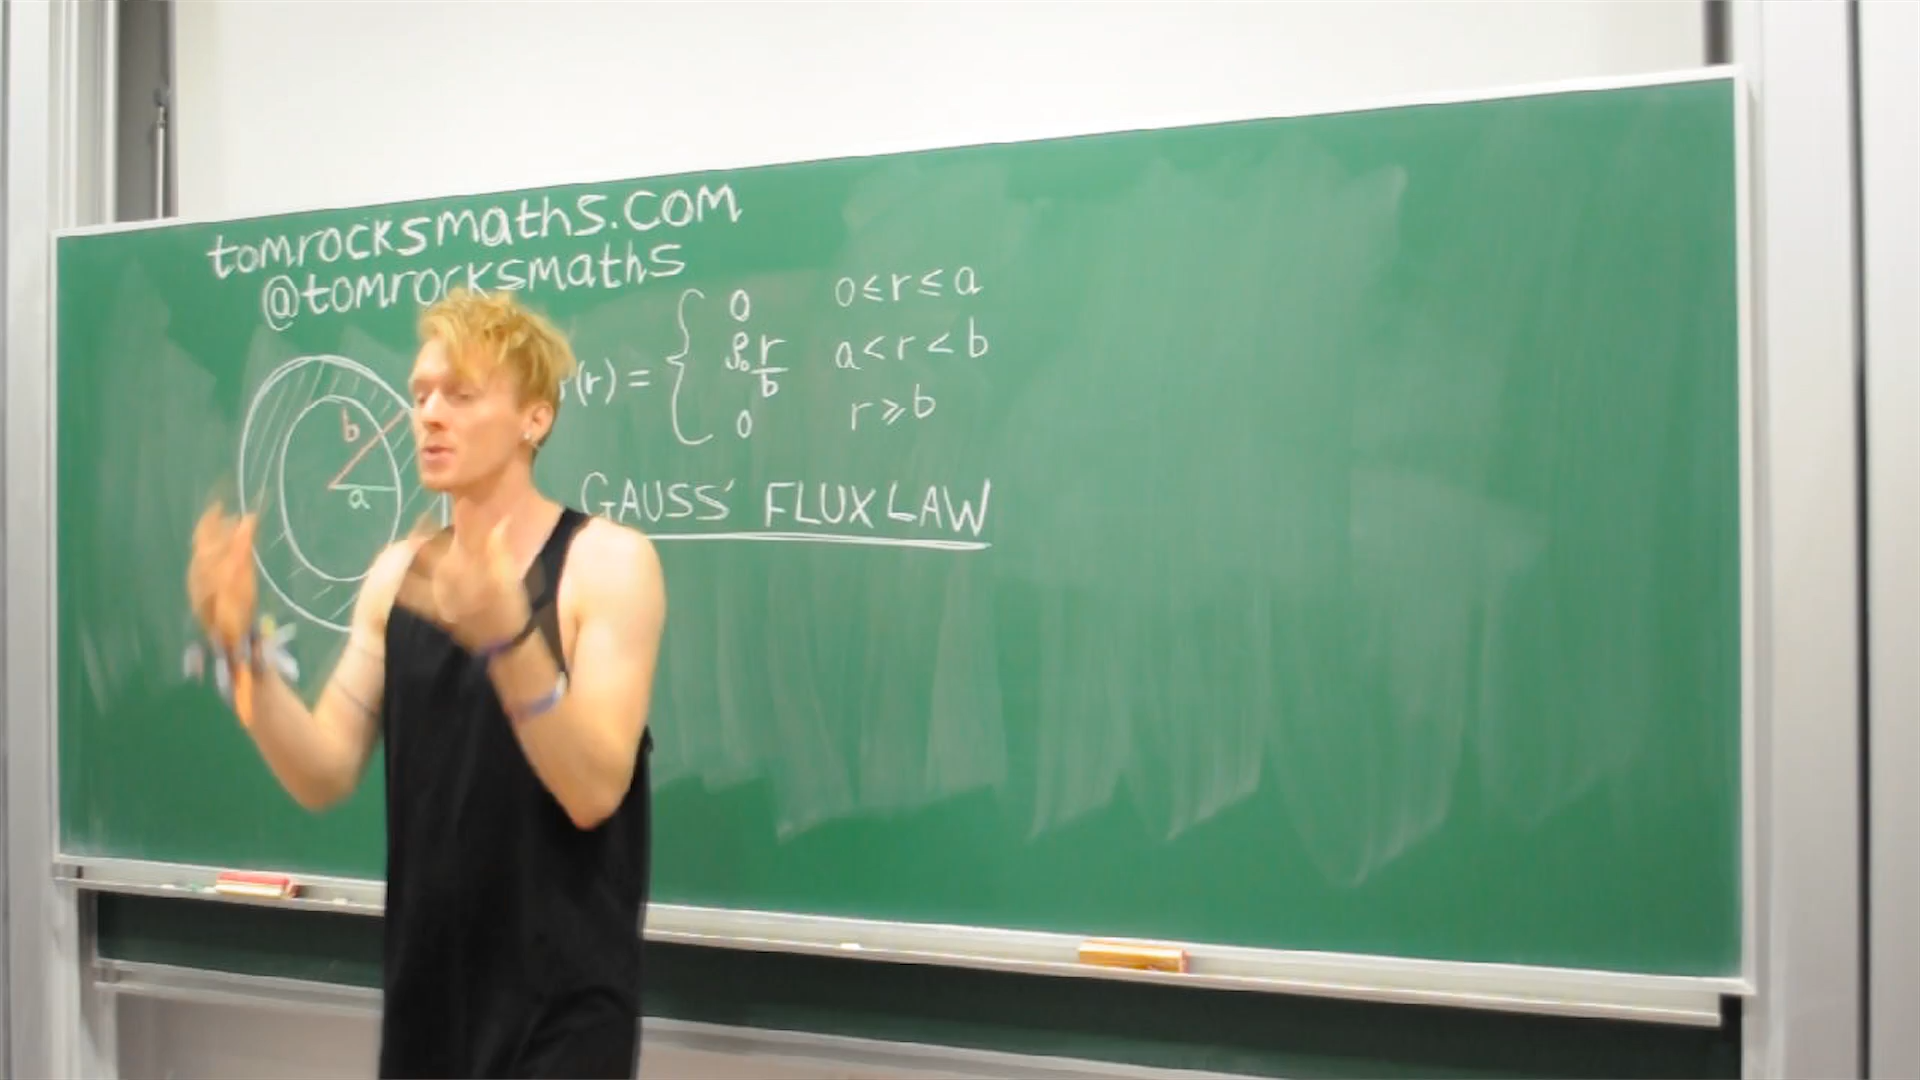 tomrocksmaths.com
@tomrocksmaths
(r) = { 0 0≤r≤a
ρ₀ r/b a<r<b
0 r⩾b
b
a
GAUSS' FLUX LAW